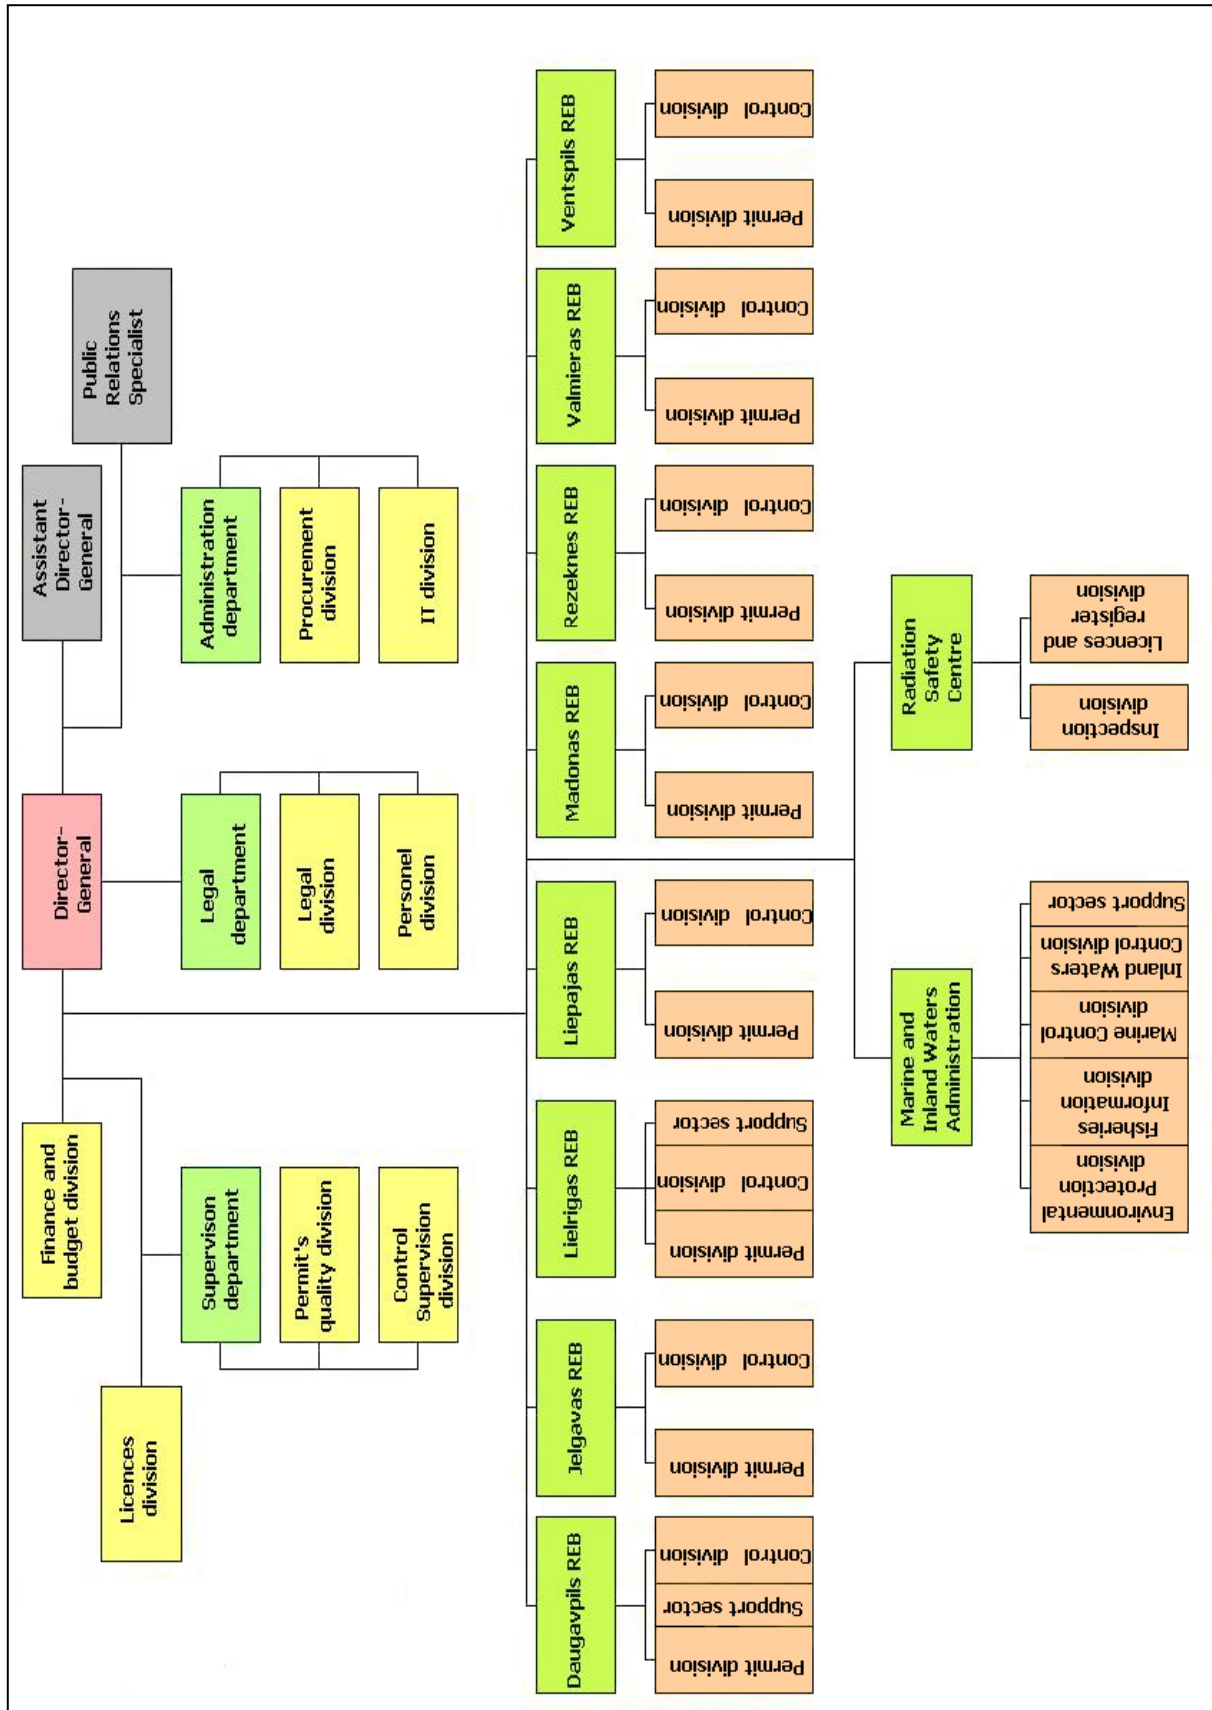 Director-
General
Assistant
Director-
General
Public
Relations
Specialist
Finance and
budget division
Licences
division
Supervison
department
Permit's
quality division
Control
Supervision
division
Legal
department
Legal
division
Personel
division
Administration
department
Procurement
division
IT division
Daugavpils REB
Permit division
Support sector
Control division
Jelgavas REB
Permit division
Control division
Lielrigas REB
Permit division
Control division
Support sector
Liepajas REB
Permit division
Control division
Madonas REB
Permit division
Control division
Rezeknes REB
Permit division
Control division
Valmieras REB
Permit division
Control division
Ventspils REB
Permit division
Control division
Marine and
Inland Waters
Administration
Environmental
Protection
division
Fisheries
Information
division
Marine Control
division
Inland Waters
Control division
Support sector
Radiation
Safety
Centre
Inspection
division
Licences and
register
division